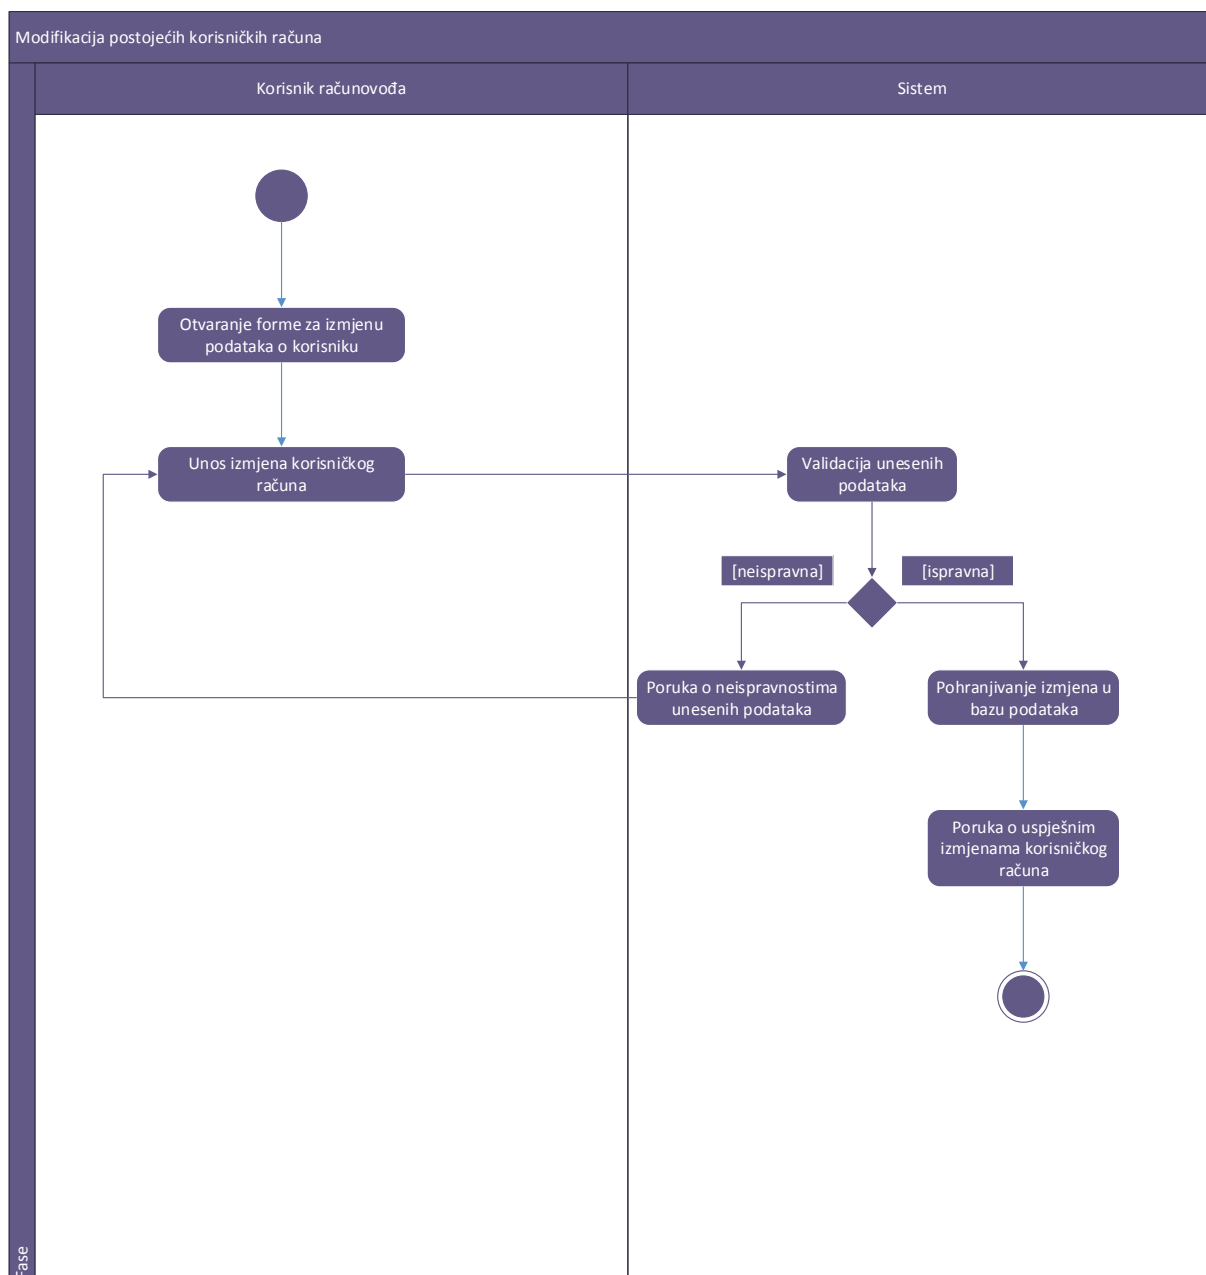 Modifikacija postojećih korisničkih računa
Korisnik računovođa
Sistem
Otvaranje forme za izmjenu
podataka o korisniku
Unos izmjena korisničkog
računa
Validacija unesenih
podataka
[neispravna]
[ispravna]
Poruka o neispravnostima
unesenih podataka
Pohranjivanje izmjena u
bazu podataka
Poruka o uspješnim
izmjenama korisničkog
računa
Fase